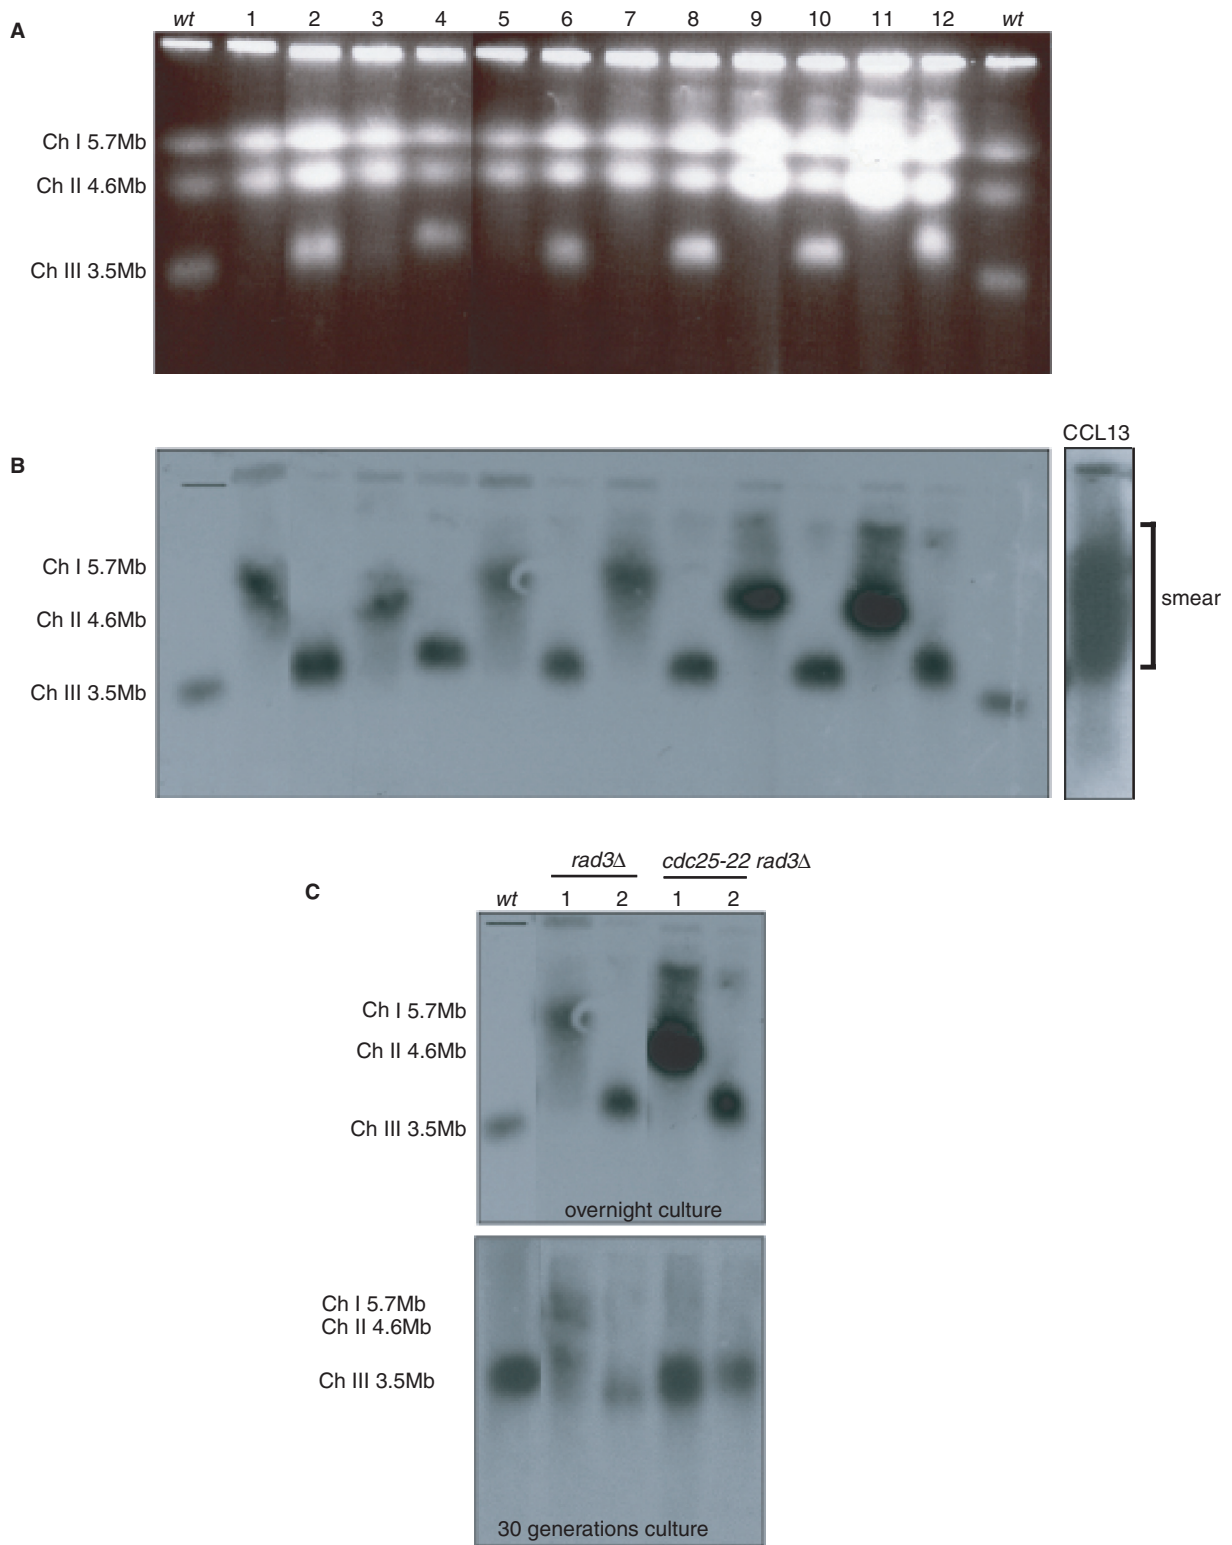 A
wt 1 2 3 4 5 6 7 8 9 10 11 12 wt
Ch I 5.7Mb
Ch II 4.6Mb
Ch III 3.5Mb
B
CCL13
Ch I 5.7Mb
Ch II 4.6Mb
Ch III 3.5Mb
smear
C
rad3Δ cdc25-22 rad3Δ
wt 1 2 1 2
Ch I 5.7Mb
Ch II 4.6Mb
Ch III 3.5Mb
overnight culture
Ch I 5.7Mb
Ch II 4.6Mb
Ch III 3.5Mb
30 generations culture